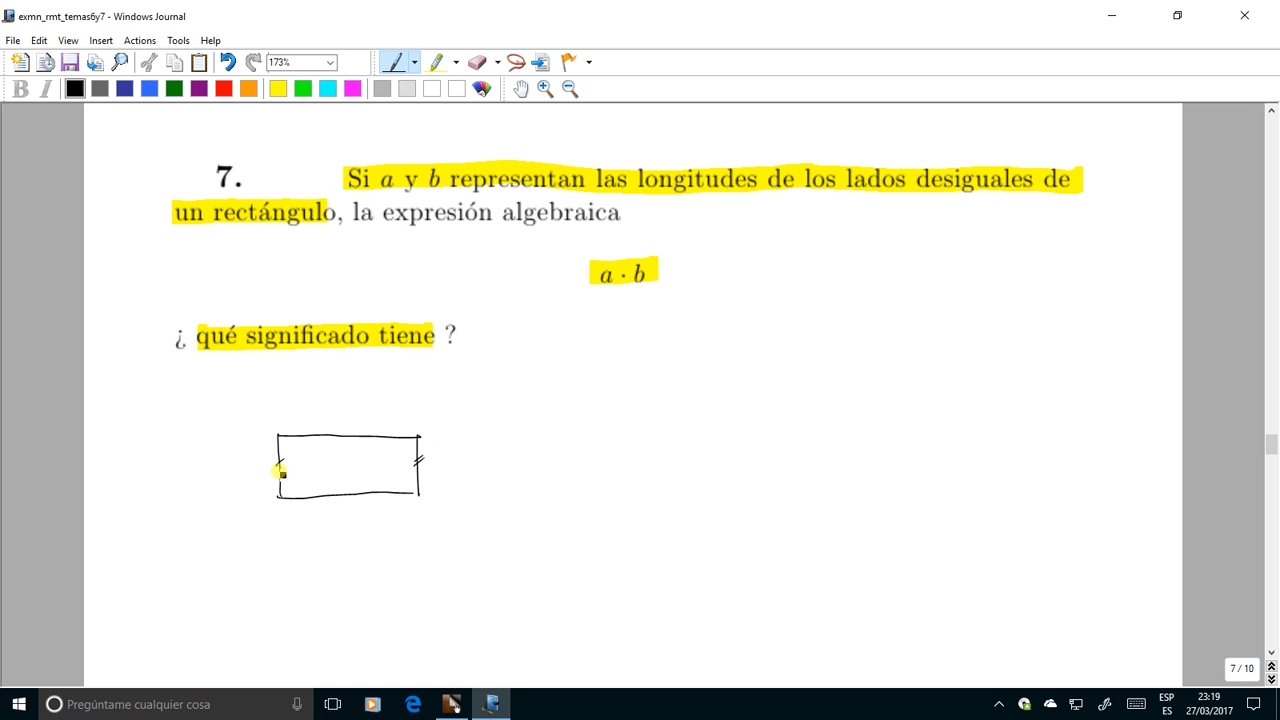 exmn_rmt_temas6y7 - Windows Journal
File Edit View Insert Actions Tools Help
173%
B I
7. Si a y b representan las longitudes de los lados desiguales de
un rectángulo, la expresión algebraica
a · b
¿ qué significado tiene ?
7 / 10
Pregúntame cualquier cosa
ESP
ES
23:19
27/03/2017